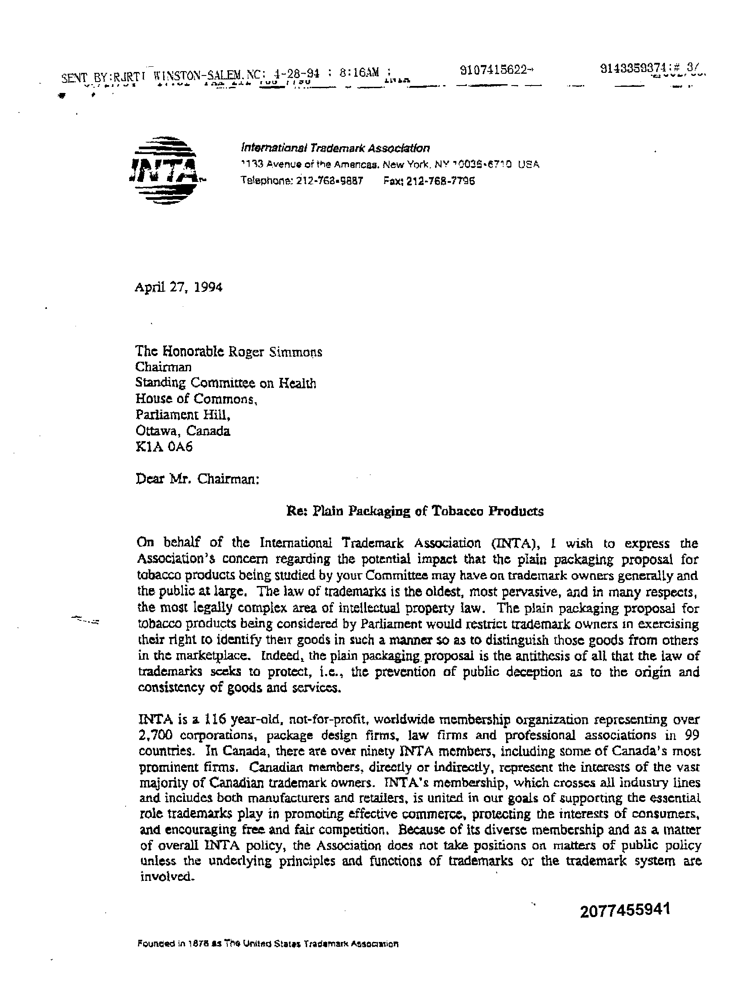 SENT BY:RJRTI WINSTON-SALEM,NC; 4-28-94 ; 8:16AM ; 9107415622→ 9143359374:# 3/
INTA
International Trademark Association
1133 Avenue of the Americas, New York, NY 10036-6710 USA
Telephone: 212-768-9887 Fax: 212-768-7796
April 27, 1994
The Honorable Roger Simmons
Chairman
Standing Committee on Health
House of Commons,
Parliament Hill,
Ottawa, Canada
K1A 0A6
Dear Mr. Chairman:
Re: Plain Packaging of Tobacco Products
On behalf of the International Trademark Association (INTA), I wish to express the
Association's concern regarding the potential impact that the plain packaging proposal for
tobacco products being studied by your Committee may have on trademark owners generally and
the public at large. The law of trademarks is the oldest, most pervasive, and in many respects,
the most legally complex area of intellectual property law. The plain packaging proposal for
tobacco products being considered by Parliament would restrict trademark owners in exercising
their right to identify their goods in such a manner so as to distinguish those goods from others
in the marketplace. Indeed, the plain packaging proposal is the antithesis of all that the law of
trademarks seeks to protect, i.e., the prevention of public deception as to the origin and
consistency of goods and services.
INTA is a 116 year-old, not-for-profit, worldwide membership organization representing over
2,700 corporations, package design firms, law firms and professional associations in 99
countries. In Canada, there are over ninety INTA members, including some of Canada's most
prominent firms. Canadian members, directly or indirectly, represent the interests of the vast
majority of Canadian trademark owners. INTA's membership, which crosses all industry lines
and includes both manufacturers and retailers, is united in our goals of supporting the essential
role trademarks play in promoting effective commerce, protecting the interests of consumers,
and encouraging free and fair competition. Because of its diverse membership and as a matter
of overall INTA policy, the Association does not take positions on matters of public policy
unless the underlying principles and functions of trademarks or the trademark system are
involved.
2077455941
Founded in 1878 as The United States Trademark Association